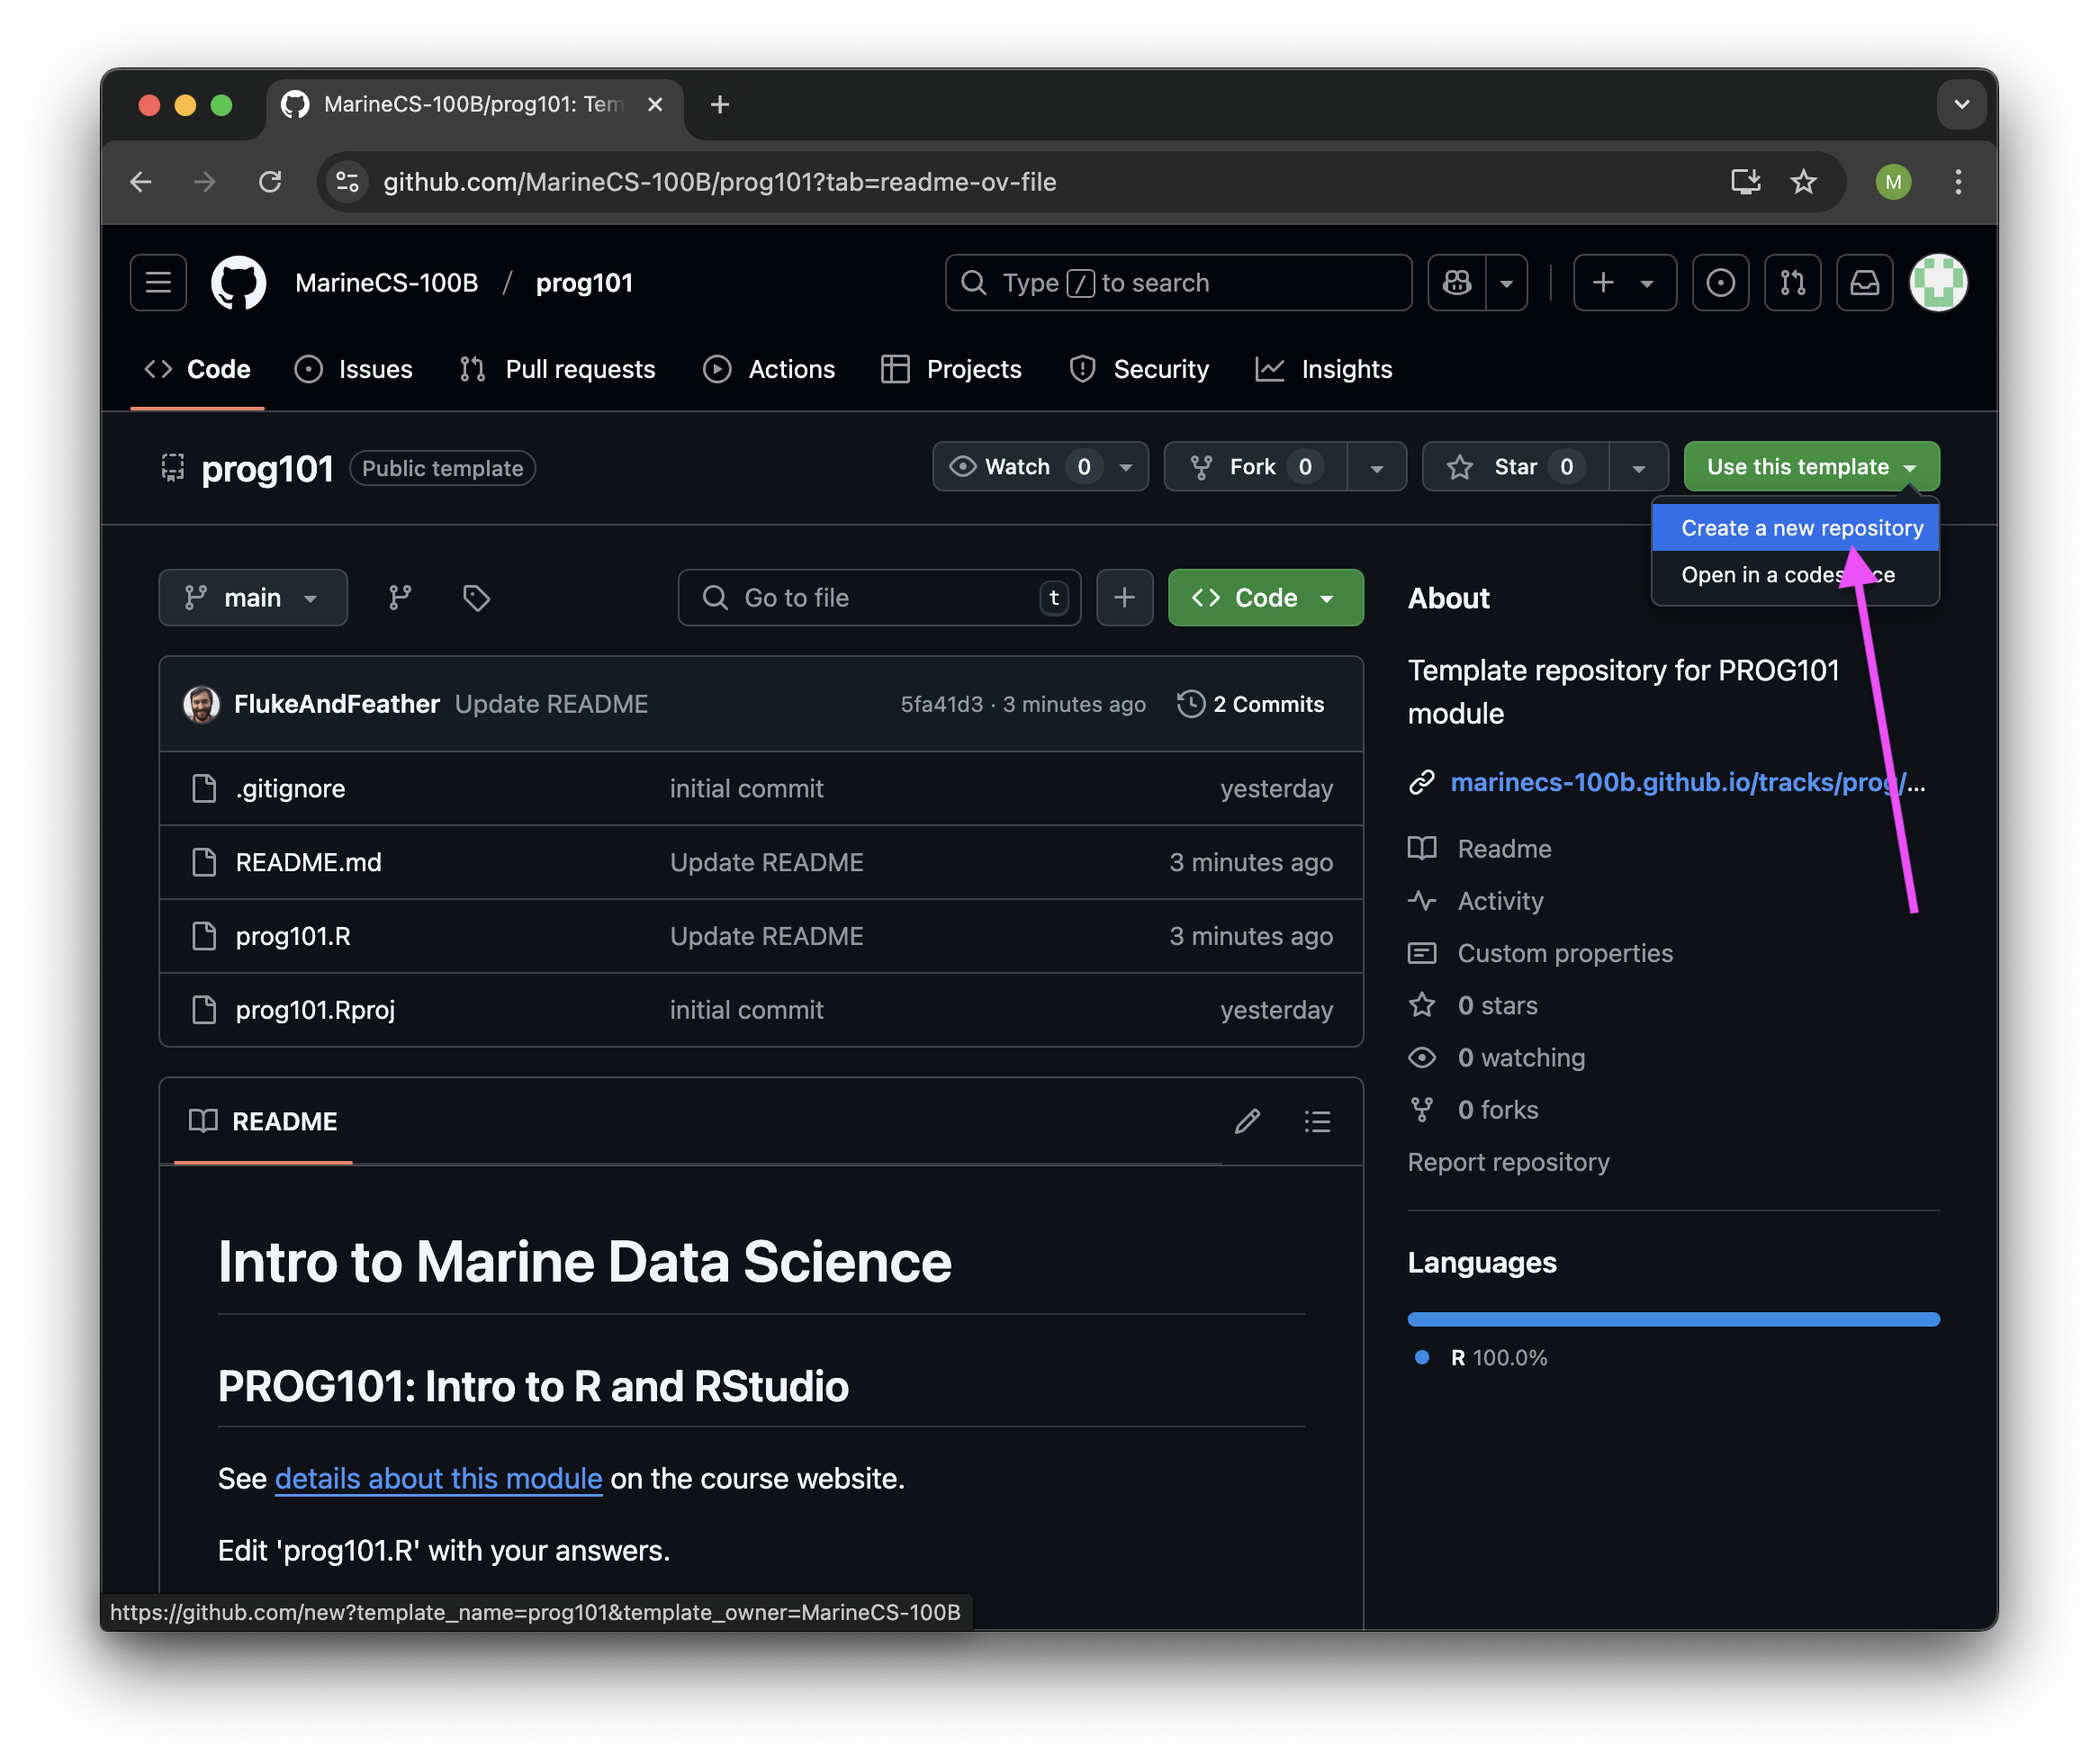 MarineCS-100B/prog101: Tem
github.com/MarineCS-100B/prog101?tab=readme-ov-file
M
MarineCS-100B / prog101
Type / to search
Code Issues Pull requests Actions Projects Security Insights
prog101 Public template
Watch 0 Fork 0 Star 0 Use this template
Create a new repository
Open in a codes ce
main
Go to file t
Code
About
Template repository for PROG101
module
FlukeAndFeather Update README 5fa41d3 · 3 minutes ago 2 Commits
.gitignore initial commit yesterday
README.md Update README 3 minutes ago
prog101.R Update README 3 minutes ago
prog101.Rproj initial commit yesterday
marinecs-100b.github.io/tracks/prog/...
Readme
Activity
Custom properties
0 stars
0 watching
0 forks
Report repository
Languages
R 100.0%
README
Intro to Marine Data Science
PROG101: Intro to R and RStudio
See details about this module on the course website.
Edit 'prog101.R' with your answers.
https://github.com/new?template_name=prog101&template_owner=MarineCS-100B